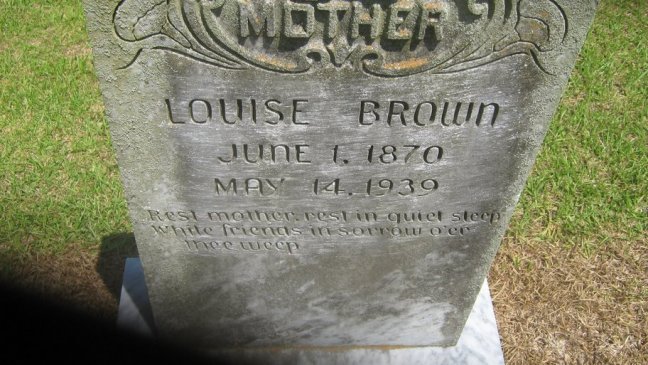 MOTHER
LOUISE BROWN
JUNE 1, 1870
MAY 14, 1939
Rest mother, rest in quiet sleep
While friends in sorrow o'er
thee weep